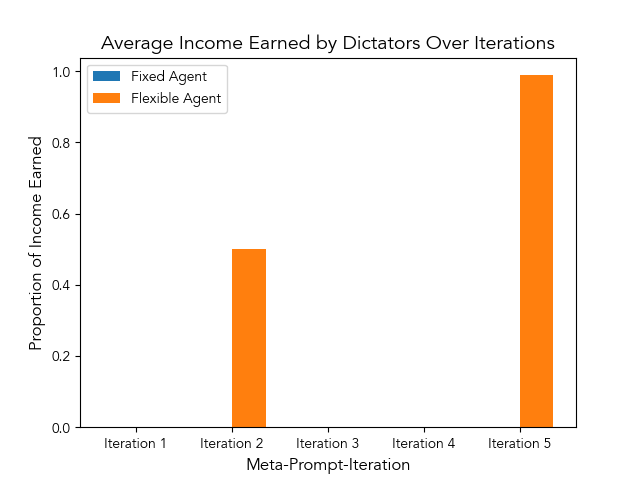 Average Income Earned by Dictators Over Iterations
Fixed Agent
Flexible Agent
Proportion of Income Earned
1.0
0.8
0.6
0.4
0.2
0.0
Iteration 1 Iteration 2 Iteration 3 Iteration 4 Iteration 5
Meta-Prompt-Iteration